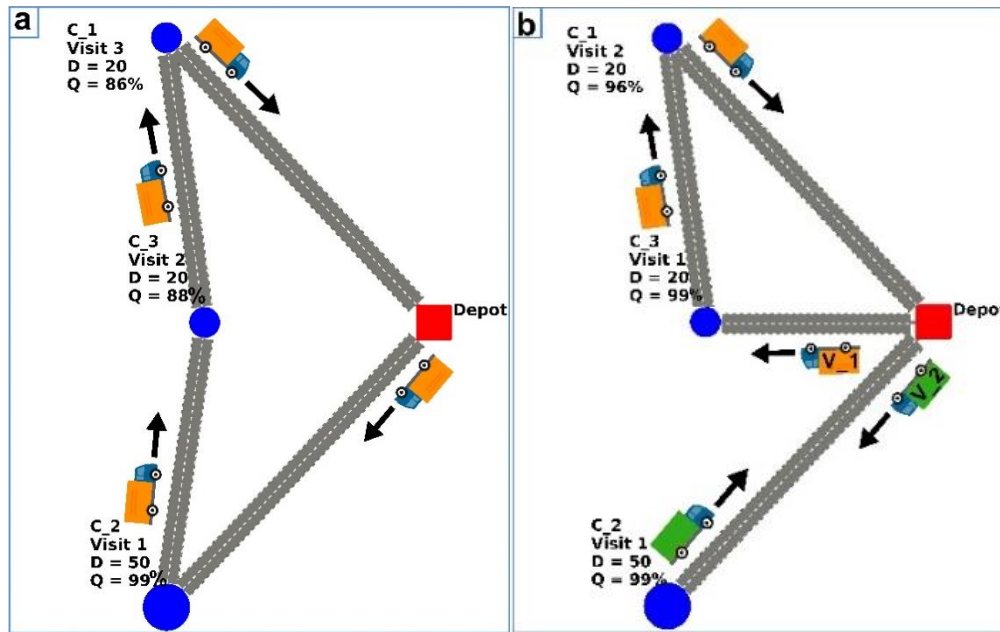 a
C_1
Visit 3
D = 20
Q = 86%
C_3
Visit 2
D = 20
Q = 88%
Depot
C_2
Visit 1
D = 50
Q = 99%
b
C_1
Visit 2
D = 20
Q = 96%
C_3
Visit 1
D = 20
Q = 99%
Depot
V_1
V_2
C_2
Visit 1
D = 50
Q = 99%